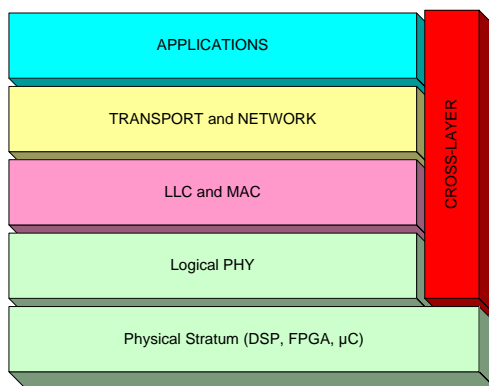 APPLICATIONS
TRANSPORT and NETWORK
LLC and MAC
Logical PHY
Physical Stratum (DSP, FPGA, µC)
CROSS-LAYER